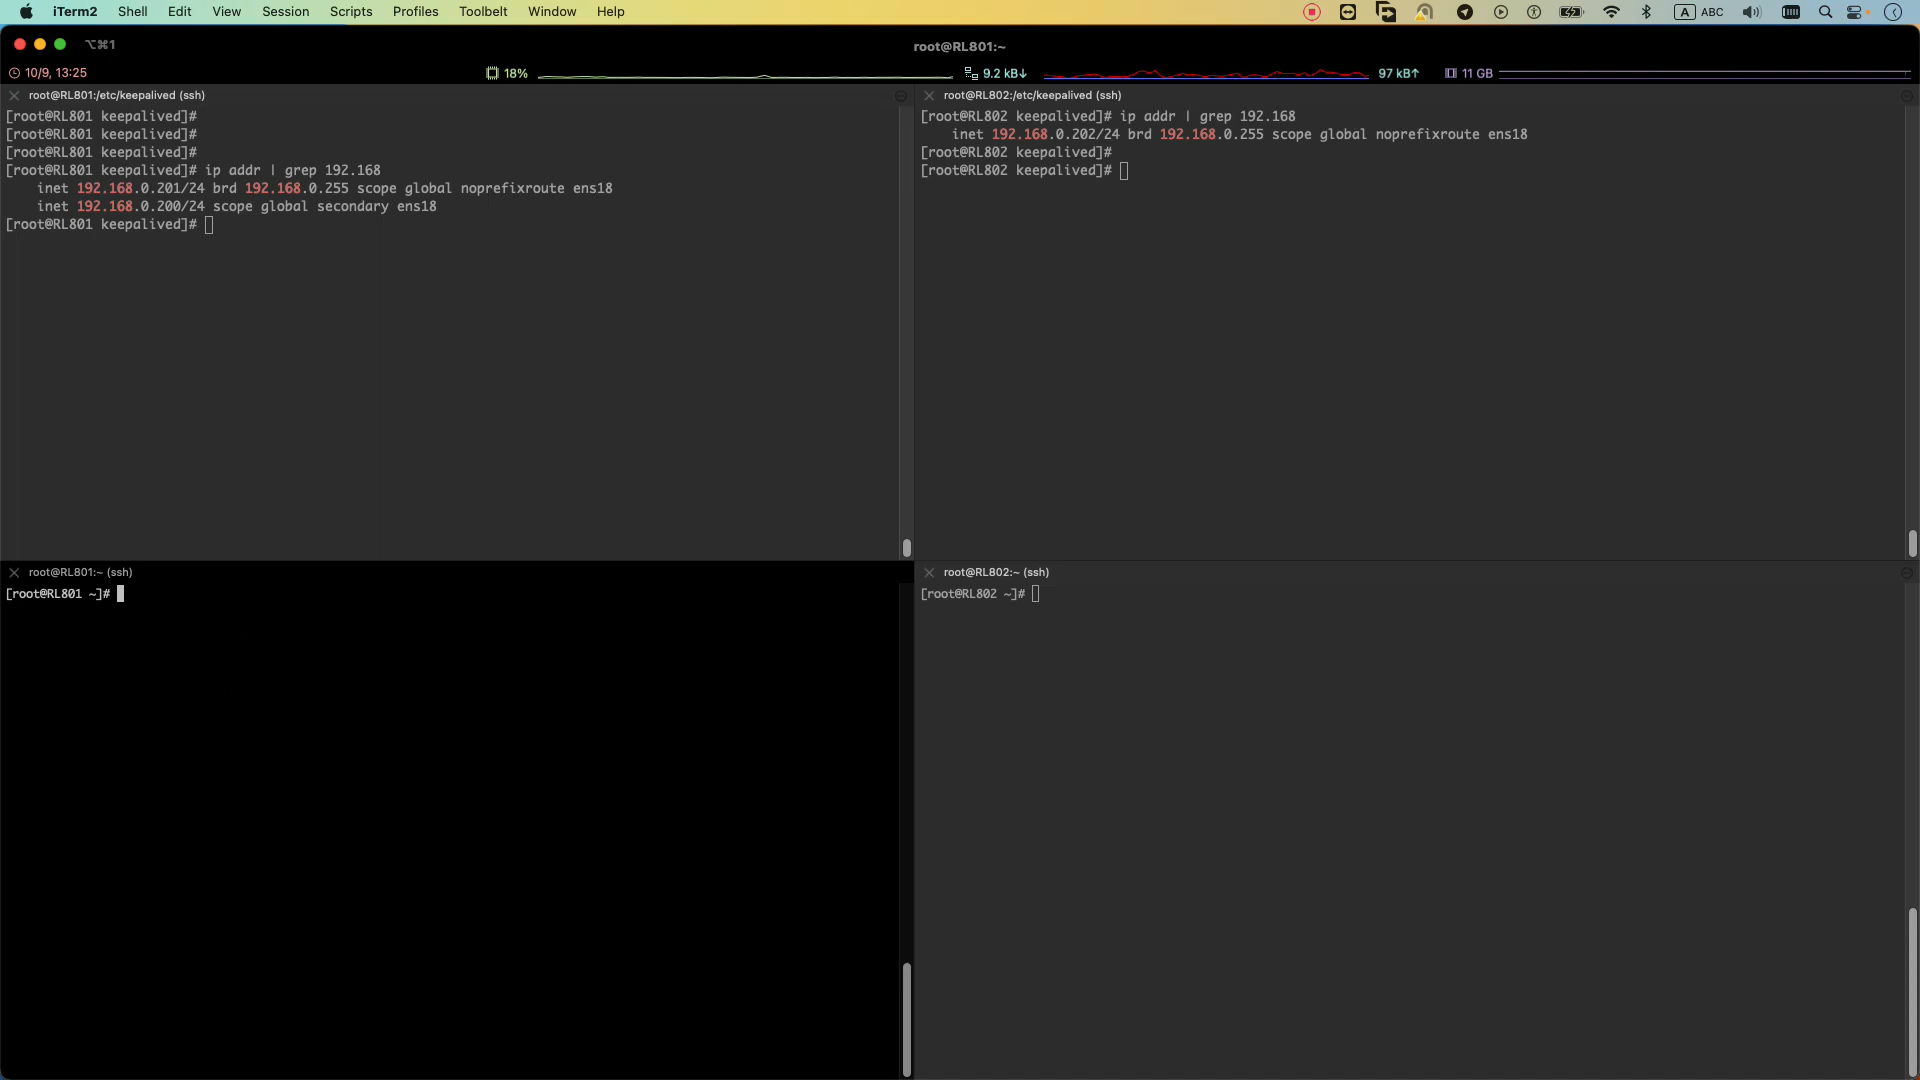 iTerm2 Shell Edit View Session Scripts Profiles Toolbelt Window Help A ABC
⌥⌘1
root@RL801:~
10/9, 13:25 18% 9.2 kB↓ 97 kB↑ 11 GB
root@RL801:/etc/keepalived (ssh)
[root@RL801 keepalived]#
[root@RL801 keepalived]#
[root@RL801 keepalived]#
[root@RL801 keepalived]# ip addr | grep 192.168
inet 192.168.0.201/24 brd 192.168.0.255 scope global noprefixroute ens18
inet 192.168.0.200/24 scope global secondary ens18
[root@RL801 keepalived]#
root@RL802:/etc/keepalived (ssh)
[root@RL802 keepalived]# ip addr | grep 192.168
inet 192.168.0.202/24 brd 192.168.0.255 scope global noprefixroute ens18
[root@RL802 keepalived]#
[root@RL802 keepalived]#
root@RL801:~ (ssh)
[root@RL801 ~]#
root@RL802:~ (ssh)
[root@RL802 ~]#